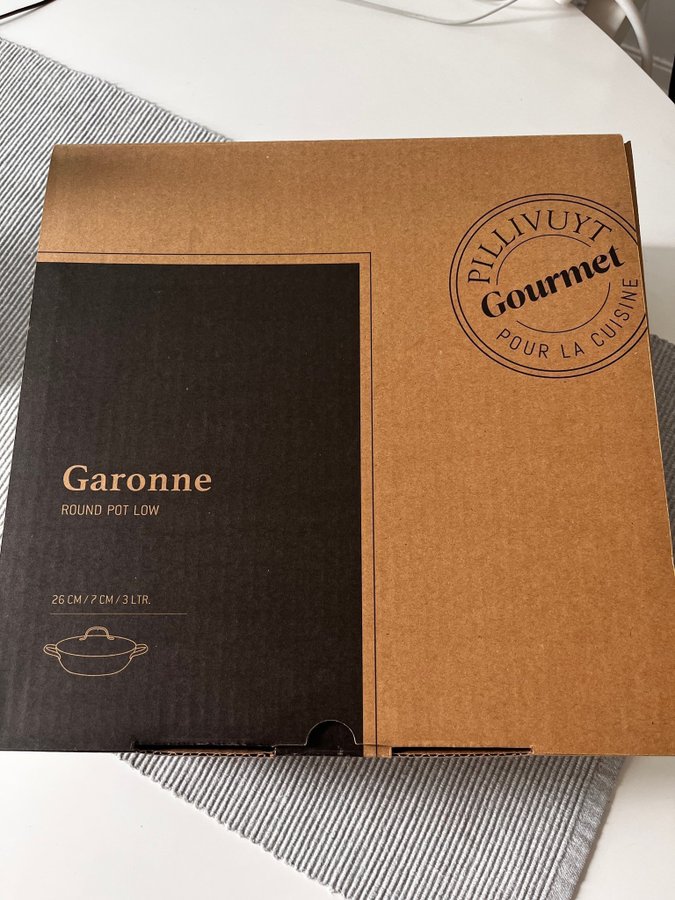 PILLIVUYT
Gourmet
POUR LA CUISINE
Garonne
ROUND POT LOW
26 CM / 7 CM / 3 LTR.